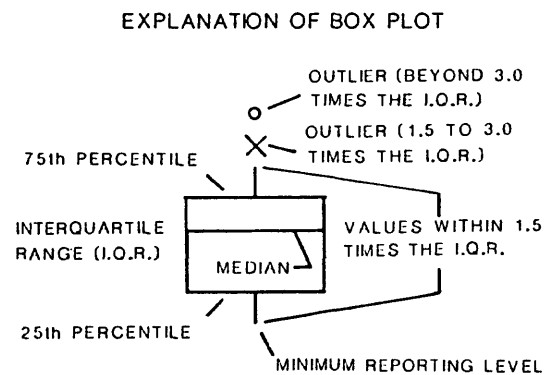 EXPLANATION OF BOX PLOT
OUTLIER (BEYOND 3.0
TIMES THE I.Q.R.)
OUTLIER (1.5 TO 3.0
TIMES THE I.Q.R.)
75th PERCENTILE
INTERQUARTILE
RANGE (I.Q.R.)
MEDIAN
VALUES WITHIN 1.5
TIMES THE I.Q.R.
25th PERCENTILE
MINIMUM REPORTING LEVEL